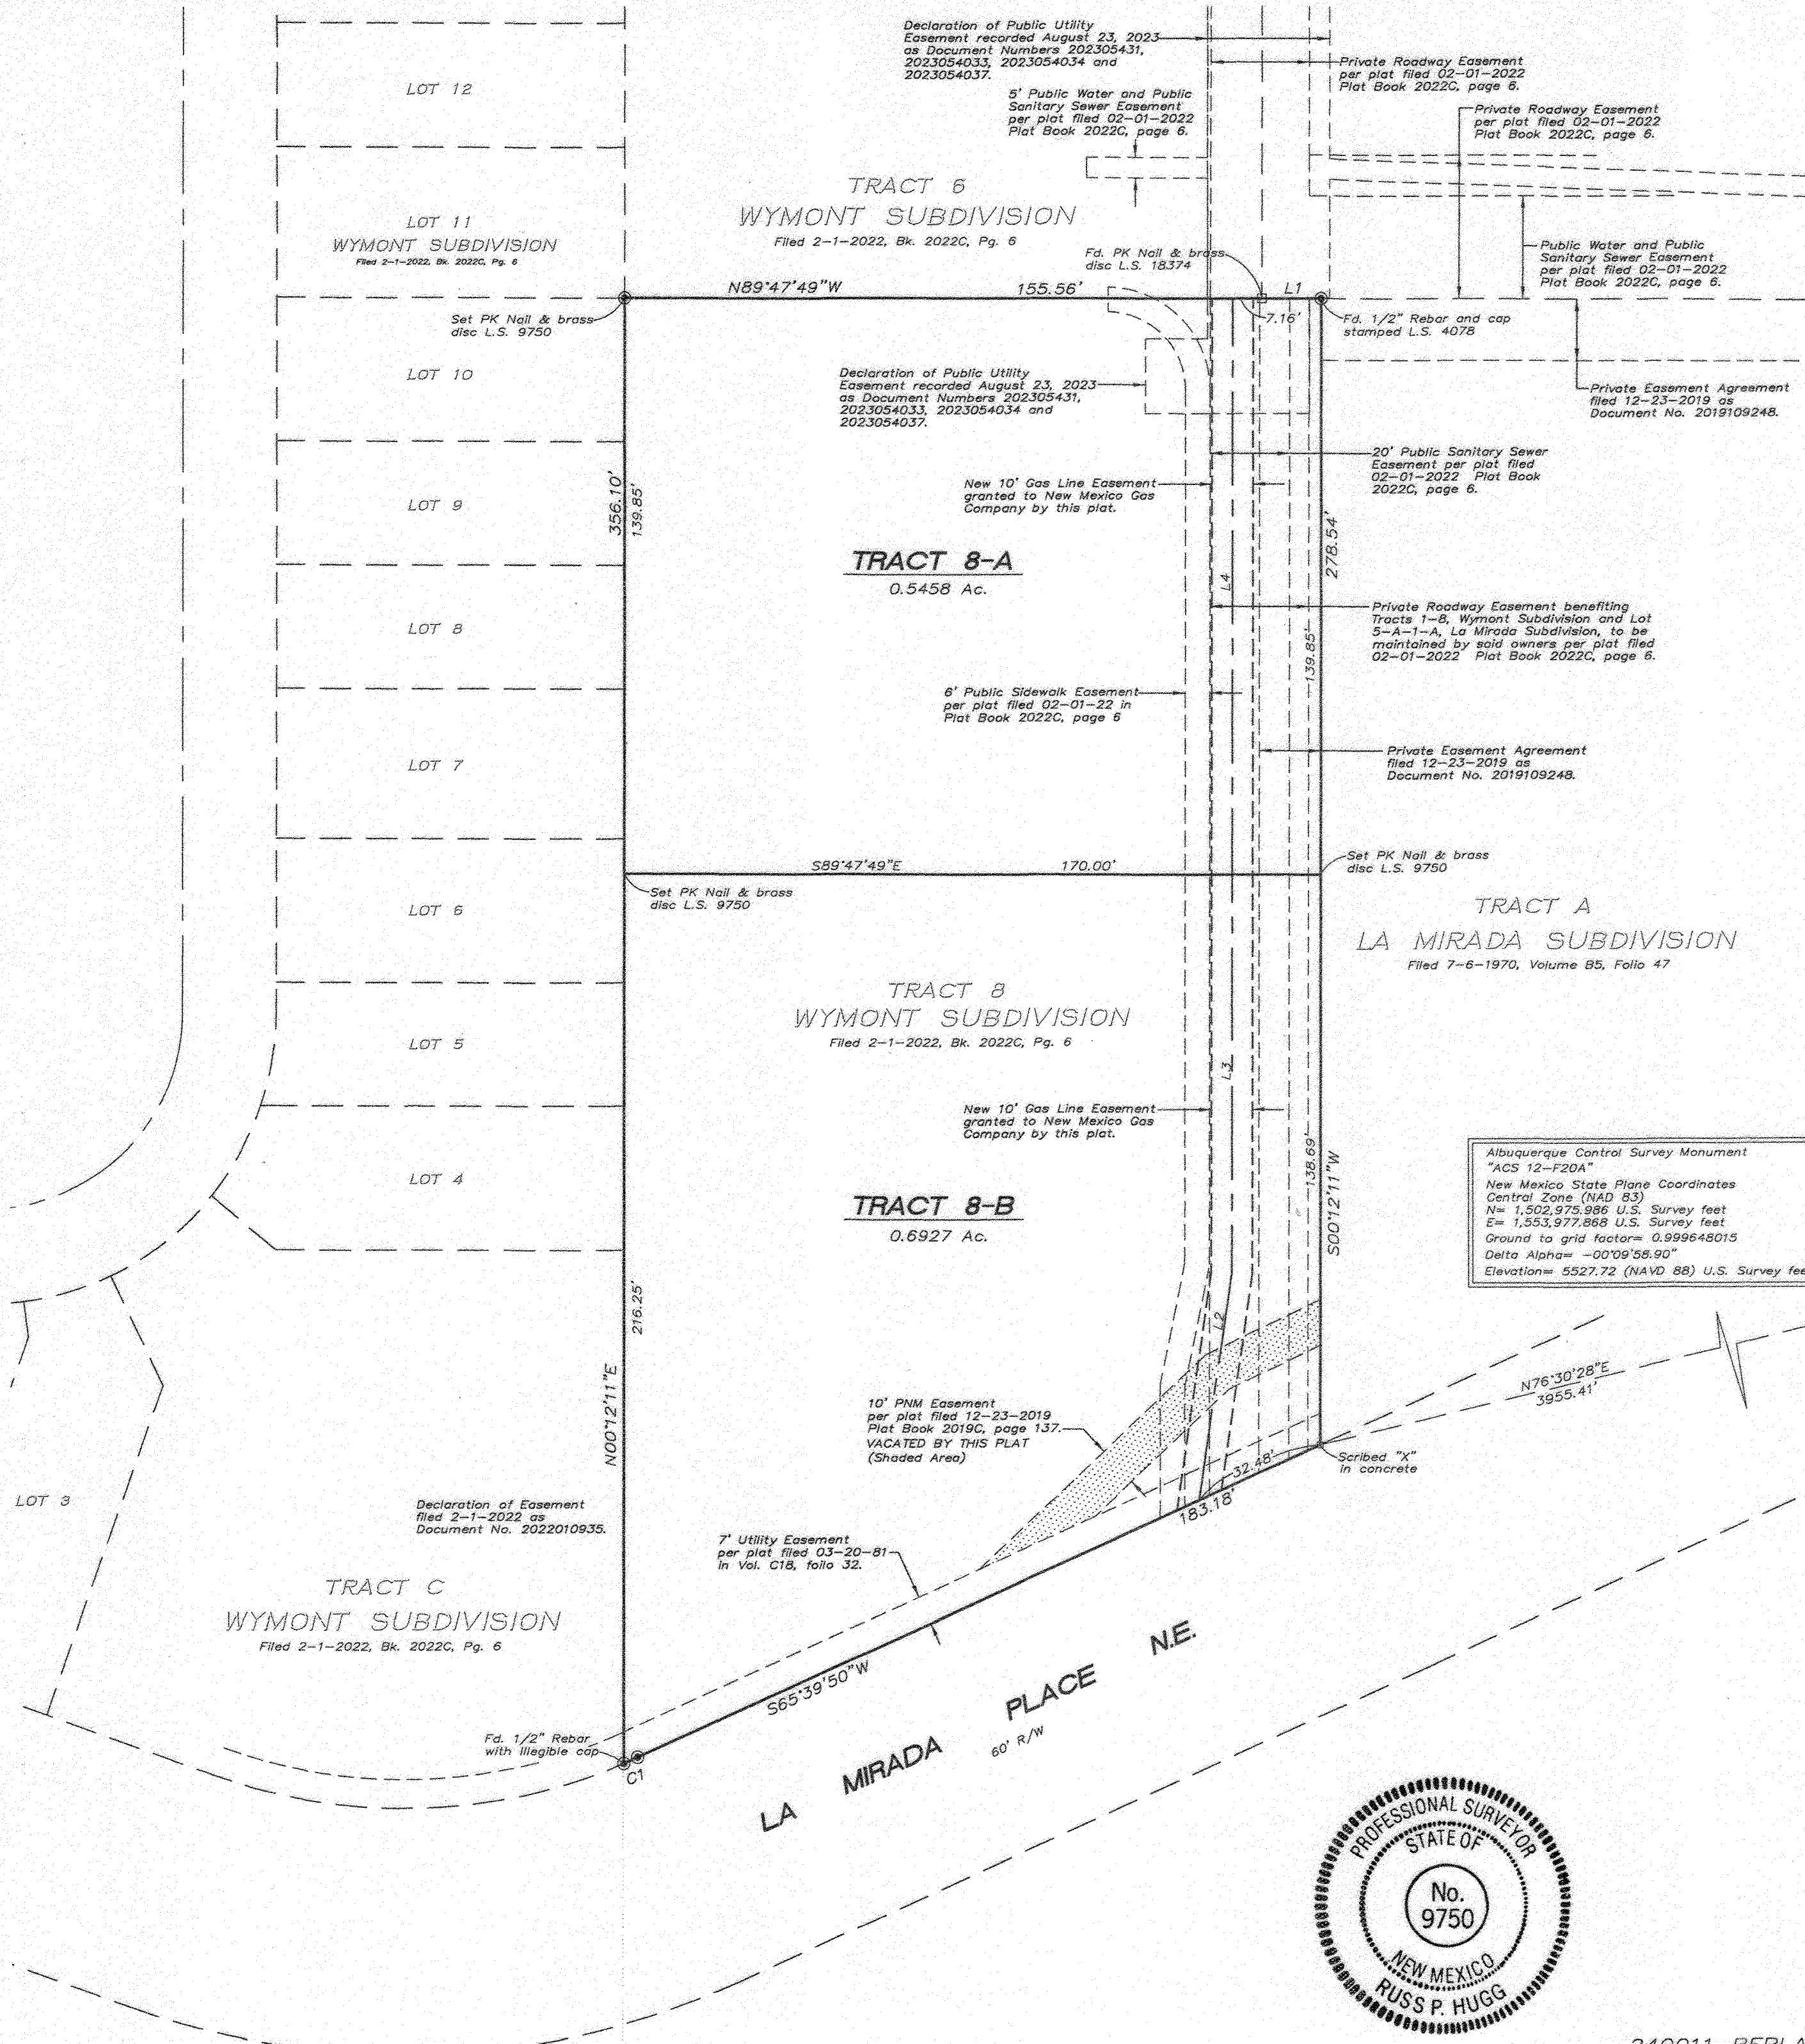 Declaration of Public Utility
Easement recorded August 23, 2023
as Document Numbers 202305431,
2023054033, 2023054034 and
2023054037.
Private Roadway Easement
per plat filed 02-01-2022
Plat Book 2022C, page 6.
5' Public Water and Public
Sanitary Sewer Easement
per plat filed 02-01-2022
Plat Book 2022C, page 6.
Private Roadway Easement
per plat filed 02-01-2022
Plat Book 2022C, page 6.
LOT 12
TRACT 6
WYMONT SUBDIVISION
Filed 2-1-2022, Bk. 2022C, Pg. 6
LOT 11
WYMONT SUBDIVISION
Filed 2-1-2022, Bk. 2022C, Pg. 6
Fd. PK Nail & brass
disc L.S. 18374
Public Water and Public
Sanitary Sewer Easement
per plat filed 02-01-2022
Plat Book 2022C, page 6.
N89°47'49"W
155.56'
L1
7.16'
Set PK Nail & brass
disc L.S. 9750
Fd. 1/2" Rebar and cap
stamped L.S. 4078
LOT 10
Declaration of Public Utility
Easement recorded August 23, 2023
as Document Numbers 202305431,
2023054033, 2023054034 and
2023054037.
Private Easement Agreement
filed 12-23-2019 as
Document No. 2019109248.
20' Public Sanitary Sewer
Easement per plat filed
02-01-2022 Plat Book
2022C, page 6.
LOT 9
356.10'
139.85'
New 10' Gas Line Easement
granted to New Mexico Gas
Company by this plat.
278.54'
TRACT 8-A
0.5458 Ac.
L4
LOT 8
Private Roadway Easement benefiting
Tracts 1-8, Wymont Subdivision and Lot
5-A-1-A, La Mirada Subdivision, to be
maintained by said owners per plat filed
02-01-2022 Plat Book 2022C, page 6.
139.85'
6' Public Sidewalk Easement
per plat filed 02-01-22 in
Plat Book 2022C, page 6
LOT 7
Private Easement Agreement
filed 12-23-2019 as
Document No. 2019109248.
S89°47'49"E
170.00'
Set PK Nail & brass
disc L.S. 9750
Set PK Nail & brass
disc L.S. 9750
LOT 6
TRACT A
LA MIRADA SUBDIVISION
Filed 7-6-1970, Volume B5, Folio 47
TRACT 8
WYMONT SUBDIVISION
Filed 2-1-2022, Bk. 2022C, Pg. 6
LOT 5
L3
New 10' Gas Line Easement
granted to New Mexico Gas
Company by this plat.
138.69'
S00°12'11"W
LOT 4
TRACT 8-B
0.6927 Ac.
Albuquerque Control Survey Monument
"ACS 12-F20A"
New Mexico State Plane Coordinates
Central Zone (NAD 83)
N= 1,502,975.986 U.S. Survey feet
E= 1,553,977.868 U.S. Survey feet
Ground to grid factor= 0.999648015
Delta Alpha= -00°09'58.90"
Elevation= 5527.72 (NAVD 88) U.S. Survey fee
216.25'
L2
N00°12'11"E
N76°30'28"E
3955.41'
10' PNM Easement
per plat filed 12-23-2019
Plat Book 2019C, page 137.
VACATED BY THIS PLAT
(Shaded Area)
32.48'
183.18'
Scribed "X"
in concrete
LOT 3
Declaration of Easement
filed 2-1-2022 as
Document No. 2022010935.
7' Utility Easement
per plat filed 03-20-81
in Vol. C18, folio 32.
TRACT C
WYMONT SUBDIVISION
Filed 2-1-2022, Bk. 2022C, Pg. 6
S65°39'50"W
Fd. 1/2" Rebar
with illegible cap
C1
LA MIRADA PLACE N.E.
60' R/W
PROFESSIONAL SURVEYOR
STATE OF
No.
9750
NEW MEXICO
RUSS P. HUGG